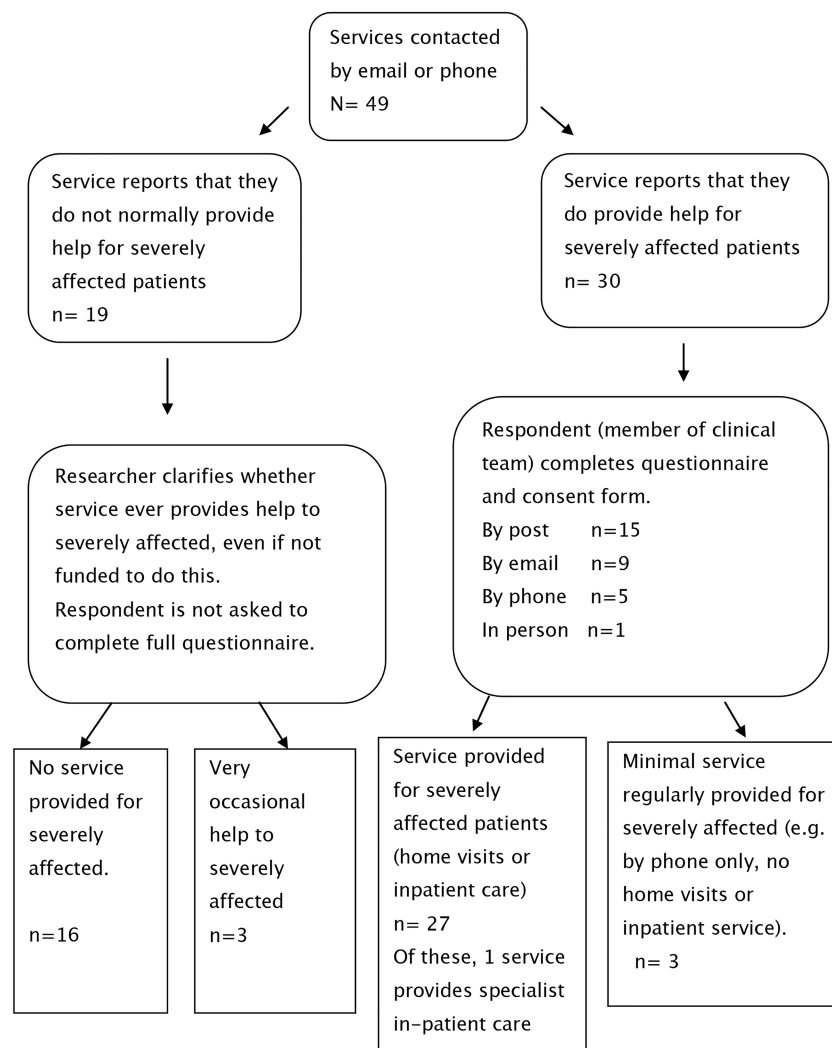 Services contacted
by email or phone
N= 49
Service reports that they
do not normally provide
help for severely
affected patients
n= 19
Service reports that they
do provide help for
severely affected patients
n= 30
Researcher clarifies whether
service ever provides help to
severely affected, even if not
funded to do this.
Respondent is not asked to
complete full questionnaire.
Respondent (member of clinical
team) completes questionnaire
and consent form.
By post n=15
By email n=9
By phone n=5
In person n=1
No service
provided for
severely
affected.
n=16
Very
occasional
help to
severely
affected
n=3
Service provided
for severely
affected patients
(home visits or
inpatient care)
n= 27
Of these, 1 service
provides specialist
in-patient care
Minimal service
regularly provided for
severely affected (e.g.
by phone only, no
home visits or
inpatient service).
n= 3